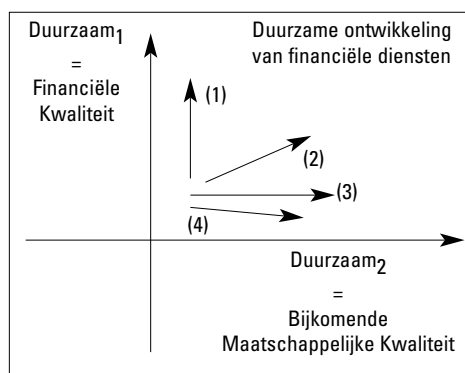 Duurzaam1
=
Financiële
Kwaliteit
Duurzame ontwikkeling
van financiële diensten
(1)
(2)
(3)
(4)
Duurzaam2
=
Bijkomende
Maatschappelijke Kwaliteit